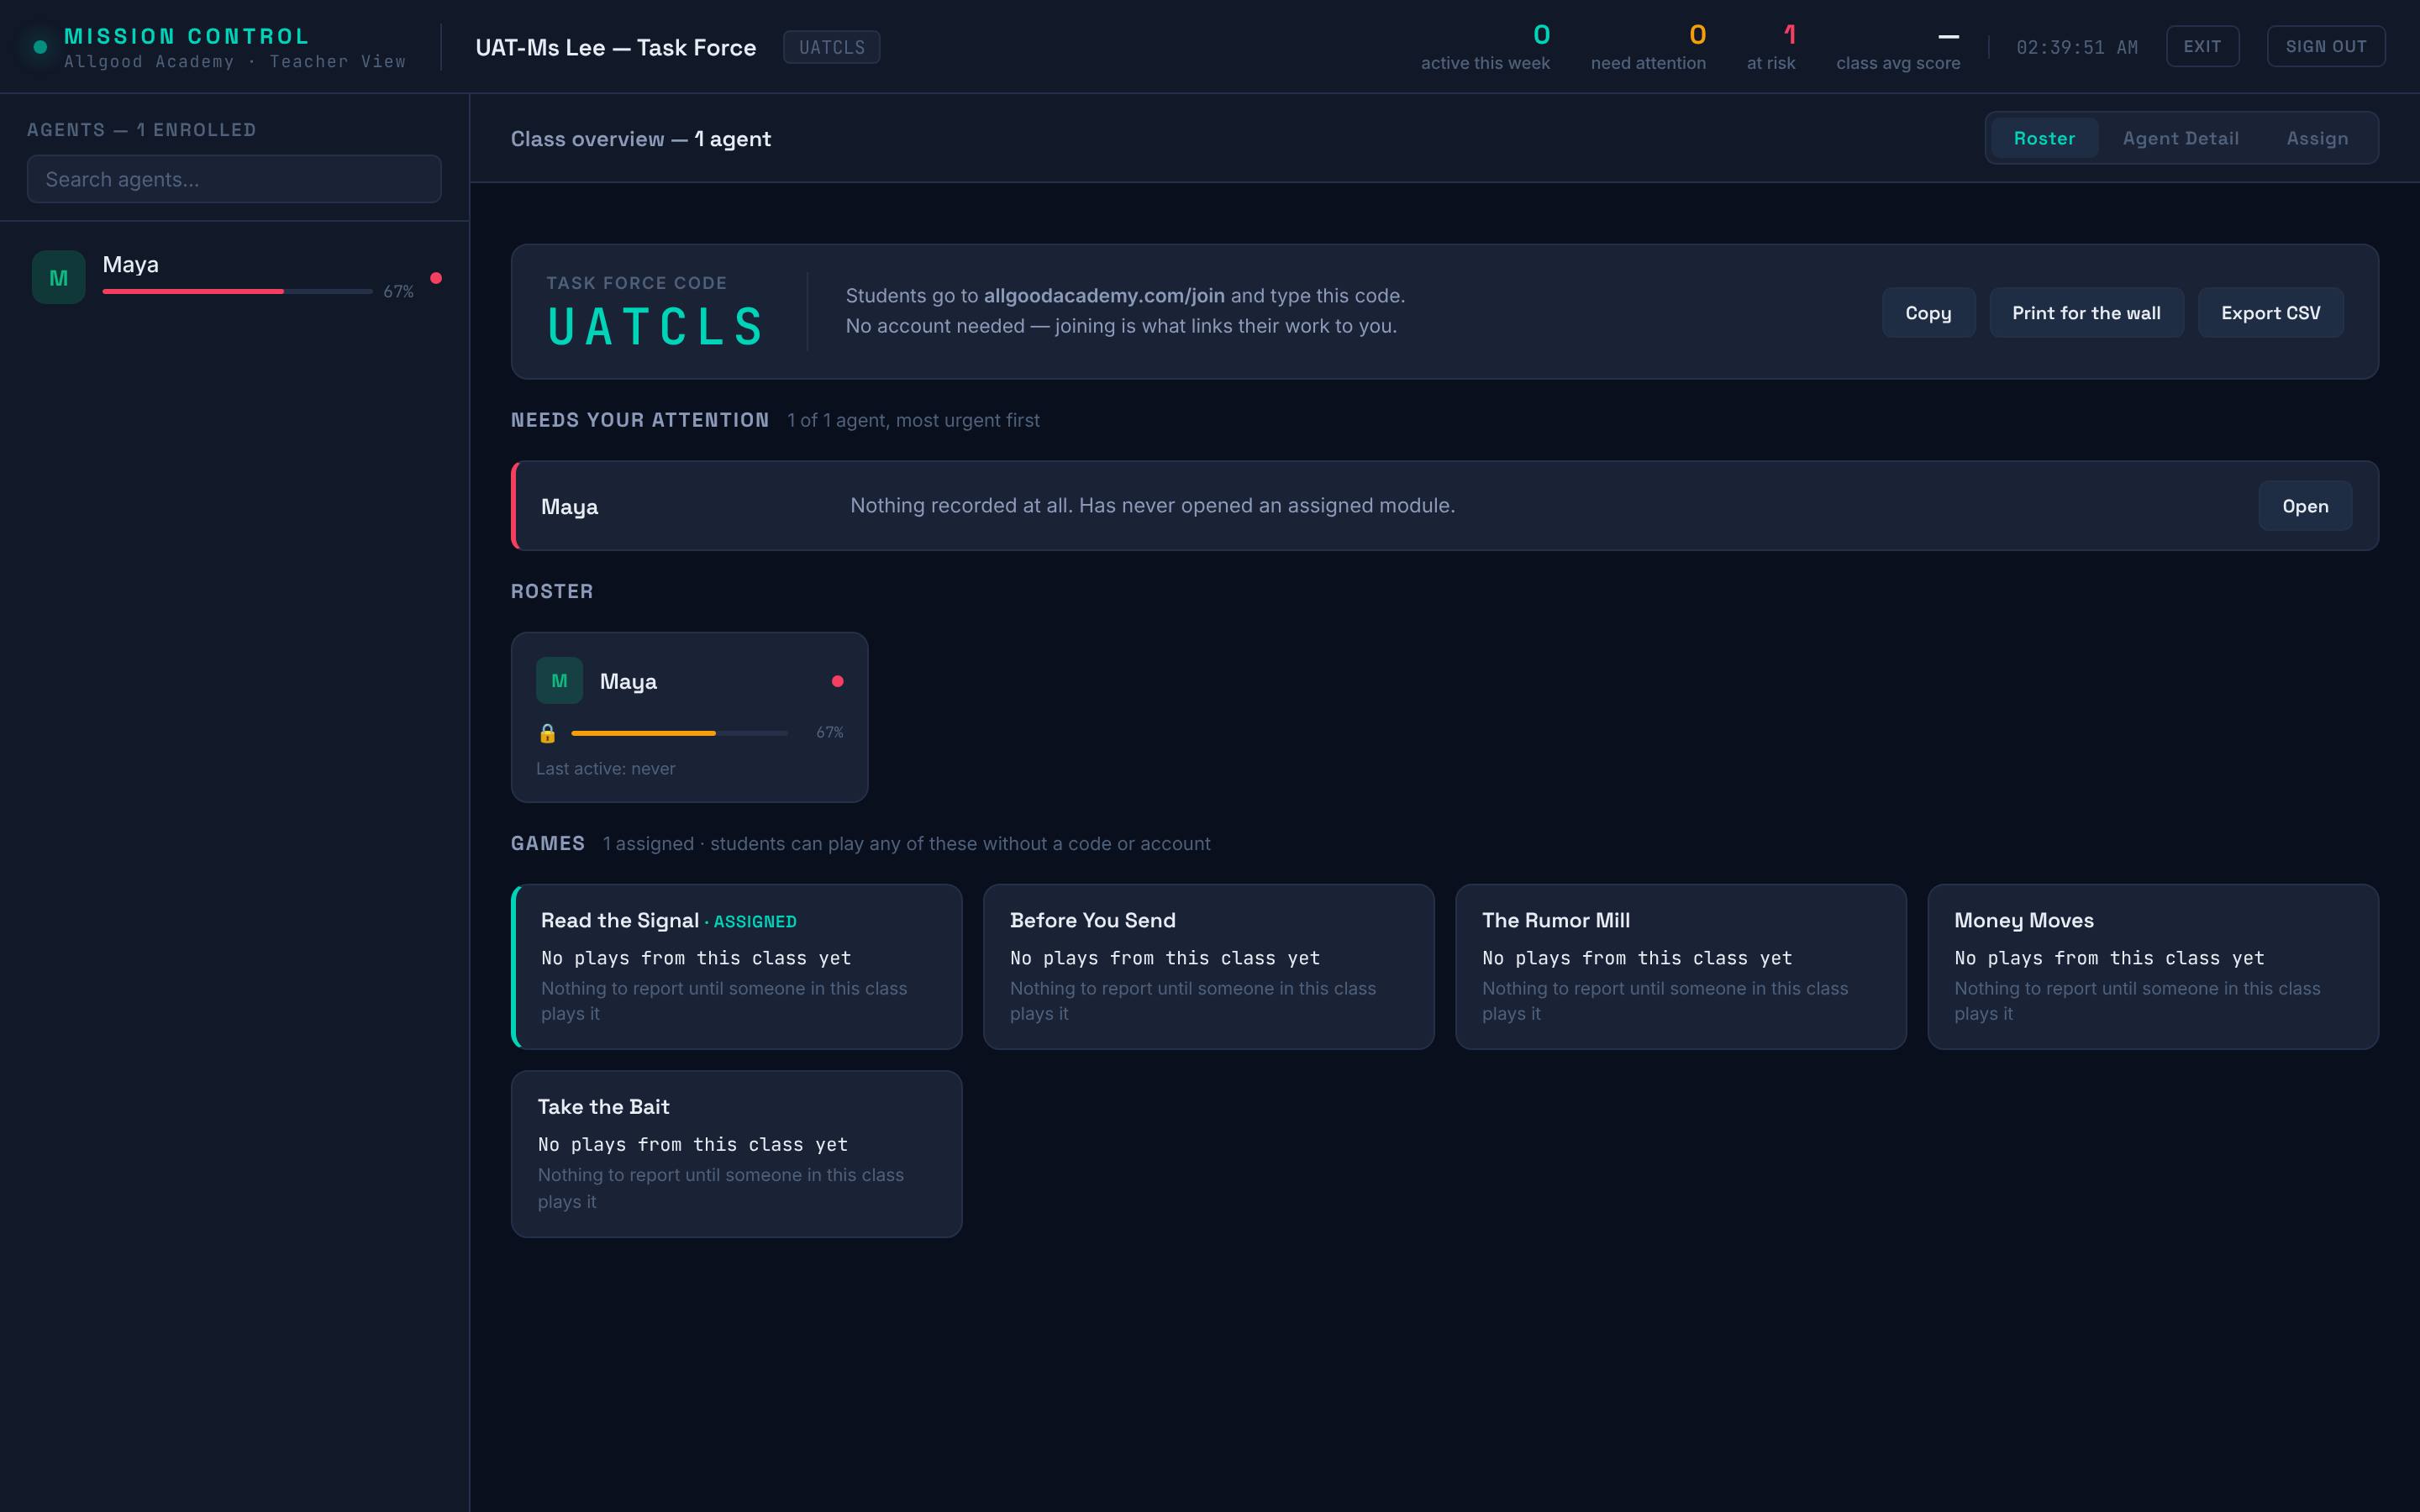 MISSION CONTROL
Allgood Academy · Teacher View
UAT-Ms Lee — Task Force
UATCLS
0
active this week
0
need attention
1
at risk
—
class avg score
02:39:51 AM
EXIT
SIGN OUT
AGENTS — 1 ENROLLED
Search agents...
M
Maya
67%
Class overview — 1 agent
Roster
Agent Detail
Assign
TASK FORCE CODE
UATCLS
Students go to allgoodacademy.com/join and type this code.
No account needed — joining is what links their work to you.
Copy
Print for the wall
Export CSV
NEEDS YOUR ATTENTION 1 of 1 agent, most urgent first
Maya
Nothing recorded at all. Has never opened an assigned module.
Open
ROSTER
M
Maya
67%
Last active: never
GAMES 1 assigned · students can play any of these without a code or account
Read the Signal · ASSIGNED
No plays from this class yet
Nothing to report until someone in this class
plays it
Before You Send
No plays from this class yet
Nothing to report until someone in this class
plays it
The Rumor Mill
No plays from this class yet
Nothing to report until someone in this class
plays it
Money Moves
No plays from this class yet
Nothing to report until someone in this class
plays it
Take the Bait
No plays from this class yet
Nothing to report until someone in this class
plays it